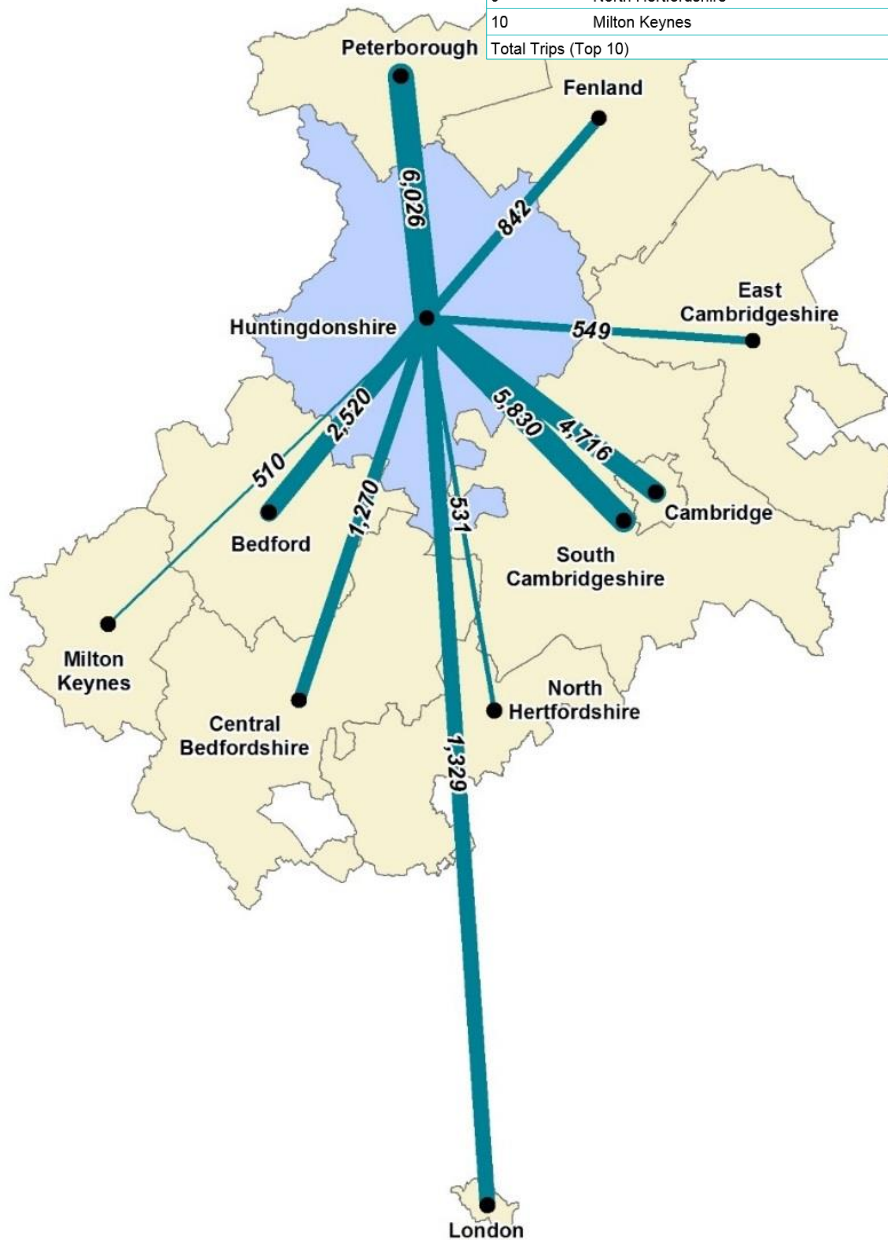 10 Milton Keynes
Total Trips (Top 10)
Peterborough
Fenland
6,026
842
East
Cambridgeshire
Huntingdonshire
549
2,520
5,830
4,716
510
1,270
531
Cambridge
Bedford
South
Cambridgeshire
Milton
Keynes
North
Hertfordshire
Central
Bedfordshire
1,329
London